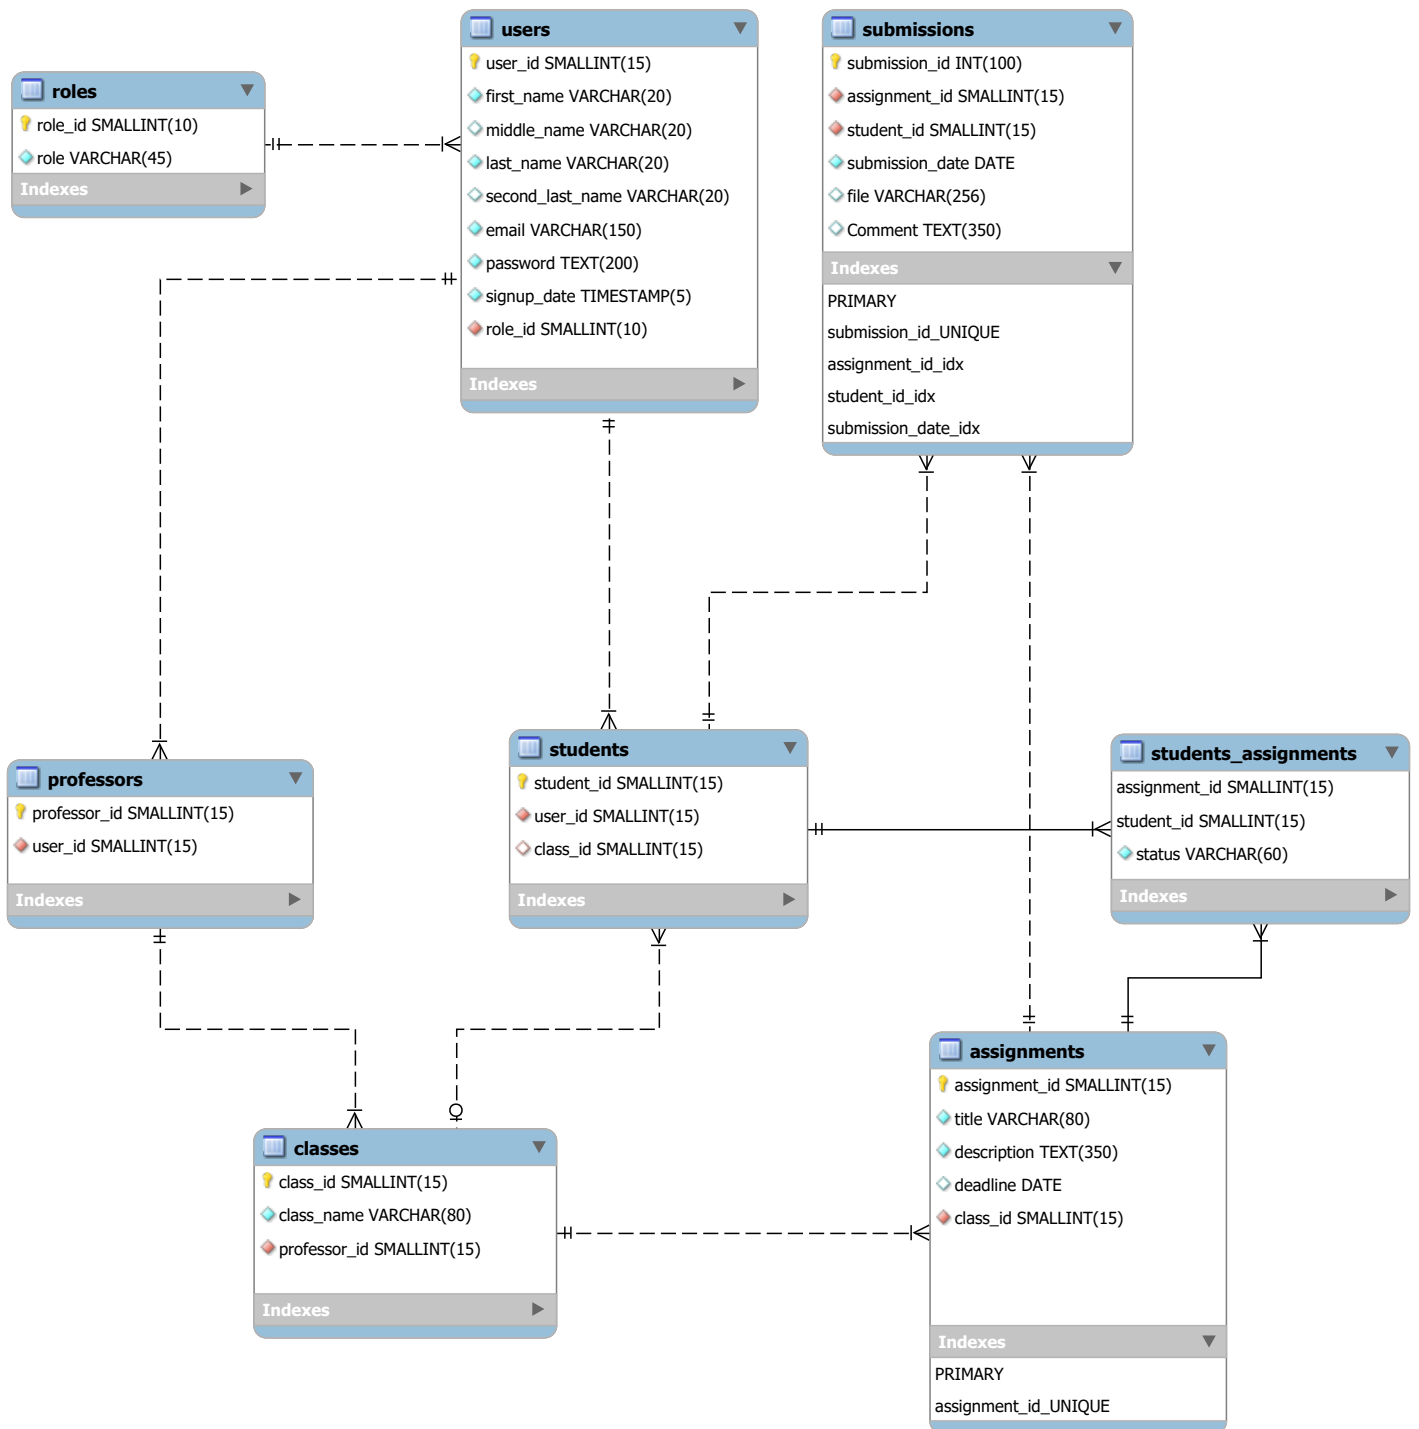 users
user_id SMALLINT(15)
first_name VARCHAR(20)
middle_name VARCHAR(20)
last_name VARCHAR(20)
second_last_name VARCHAR(20)
email VARCHAR(150)
password TEXT(200)
signup_date TIMESTAMP(5)
role_id SMALLINT(10)
Indexes
submissions
submission_id INT(100)
assignment_id SMALLINT(15)
student_id SMALLINT(15)
submission_date DATE
file VARCHAR(256)
Comment TEXT(350)
Indexes
PRIMARY
submission_id_UNIQUE
assignment_id_idx
student_id_idx
submission_date_idx
roles
role_id SMALLINT(10)
role VARCHAR(45)
Indexes
professors
professor_id SMALLINT(15)
user_id SMALLINT(15)
Indexes
students
student_id SMALLINT(15)
user_id SMALLINT(15)
class_id SMALLINT(15)
Indexes
students_assignments
assignment_id SMALLINT(15)
student_id SMALLINT(15)
status VARCHAR(60)
Indexes
classes
class_id SMALLINT(15)
class_name VARCHAR(80)
professor_id SMALLINT(15)
Indexes
assignments
assignment_id SMALLINT(15)
title VARCHAR(80)
description TEXT(350)
deadline DATE
class_id SMALLINT(15)
Indexes
PRIMARY
assignment_id_UNIQUE